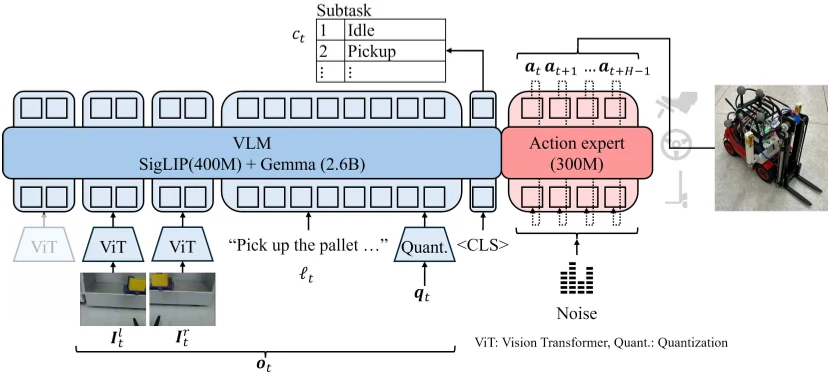 Subtask
c_t
1 Idle
2 Pickup
⋮ ⋮
a_t a_{t+1} … a_{t+H−1}
VLM
SigLIP(400M) + Gemma (2.6B)
Action expert
(300M)
ViT ViT ViT
“Pick up the pallet …”
ℓ_t
Quant.
<CLS>
q_t
Noise
I_t^l I_t^r
o_t
ViT: Vision Transformer, Quant.: Quantization